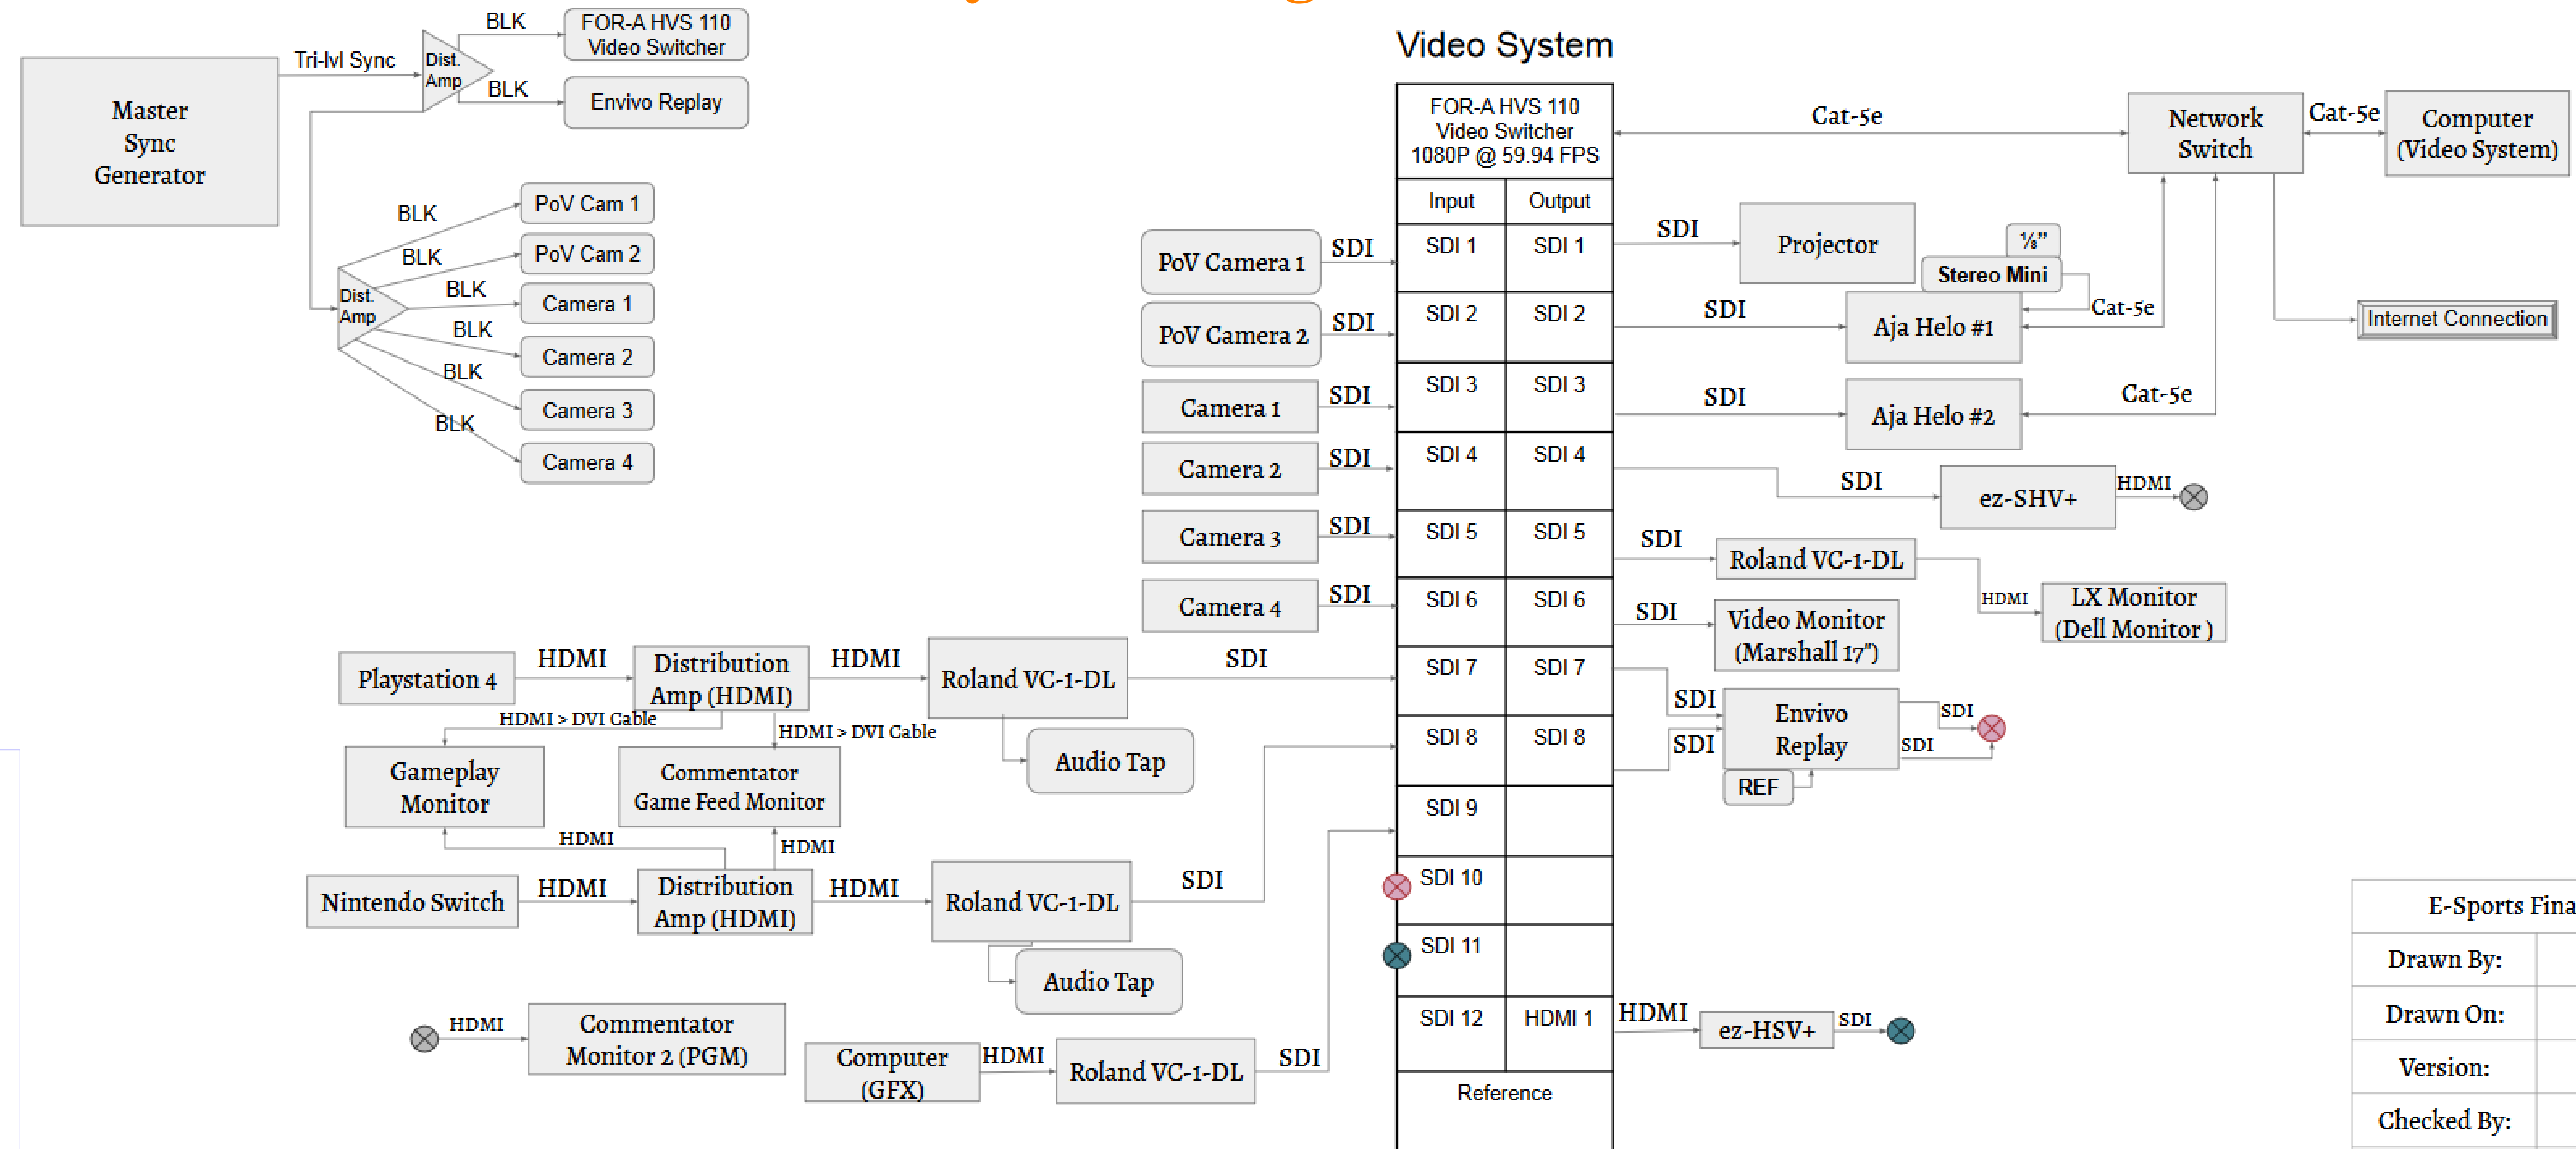 BLK
FOR-A HVS 110
Video Switcher
Tri-lvl Sync
Dist.
Amp
BLK
Envivo Replay
Master
Sync
Generator
BLK
PoV Cam 1
BLK
PoV Cam 2
BLK
Camera 1
Dist.
Amp
BLK
Camera 2
BLK
Camera 3
BLK
Camera 4
Video System
FOR-A HVS 110
Video Switcher
1080P @ 59.94 FPS
Input
Output
SDI 1
SDI 1
SDI 2
SDI 2
SDI 3
SDI 3
SDI 4
SDI 4
SDI 5
SDI 5
SDI 6
SDI 6
SDI 7
SDI 7
SDI 8
SDI 8
SDI 9
SDI 10
SDI 11
SDI 12
HDMI 1
Reference
PoV Camera 1
SDI
PoV Camera 2
SDI
Camera 1
SDI
Camera 2
SDI
Camera 3
SDI
Camera 4
SDI
Playstation 4
HDMI
Distribution
Amp (HDMI)
HDMI
Roland VC-1-DL
SDI
HDMI > DVI Cable
HDMI > DVI Cable
Audio Tap
Gameplay
Monitor
Commentator
Game Feed Monitor
HDMI
HDMI
Nintendo Switch
HDMI
Distribution
Amp (HDMI)
HDMI
Roland VC-1-DL
SDI
Audio Tap
HDMI
Commentator
Monitor 2 (PGM)
Computer
(GFX)
HDMI
Roland VC-1-DL
SDI
Cat-5e
Network
Switch
Cat-5e
Computer
(Video System)
SDI
Projector
⅛”
Stereo Mini
SDI
Aja Helo #1
Cat-5e
Internet Connection
SDI
Aja Helo #2
Cat-5e
SDI
ez-SHV+
HDMI
SDI
Roland VC-1-DL
HDMI
LX Monitor
(Dell Monitor )
SDI
Video Monitor
(Marshall 17")
SDI
SDI
Envivo
Replay
REF
SDI
SDI
HDMI
ez-HSV+
SDI
E-Sports Fina
Drawn By:
Drawn On:
Version:
Checked By: